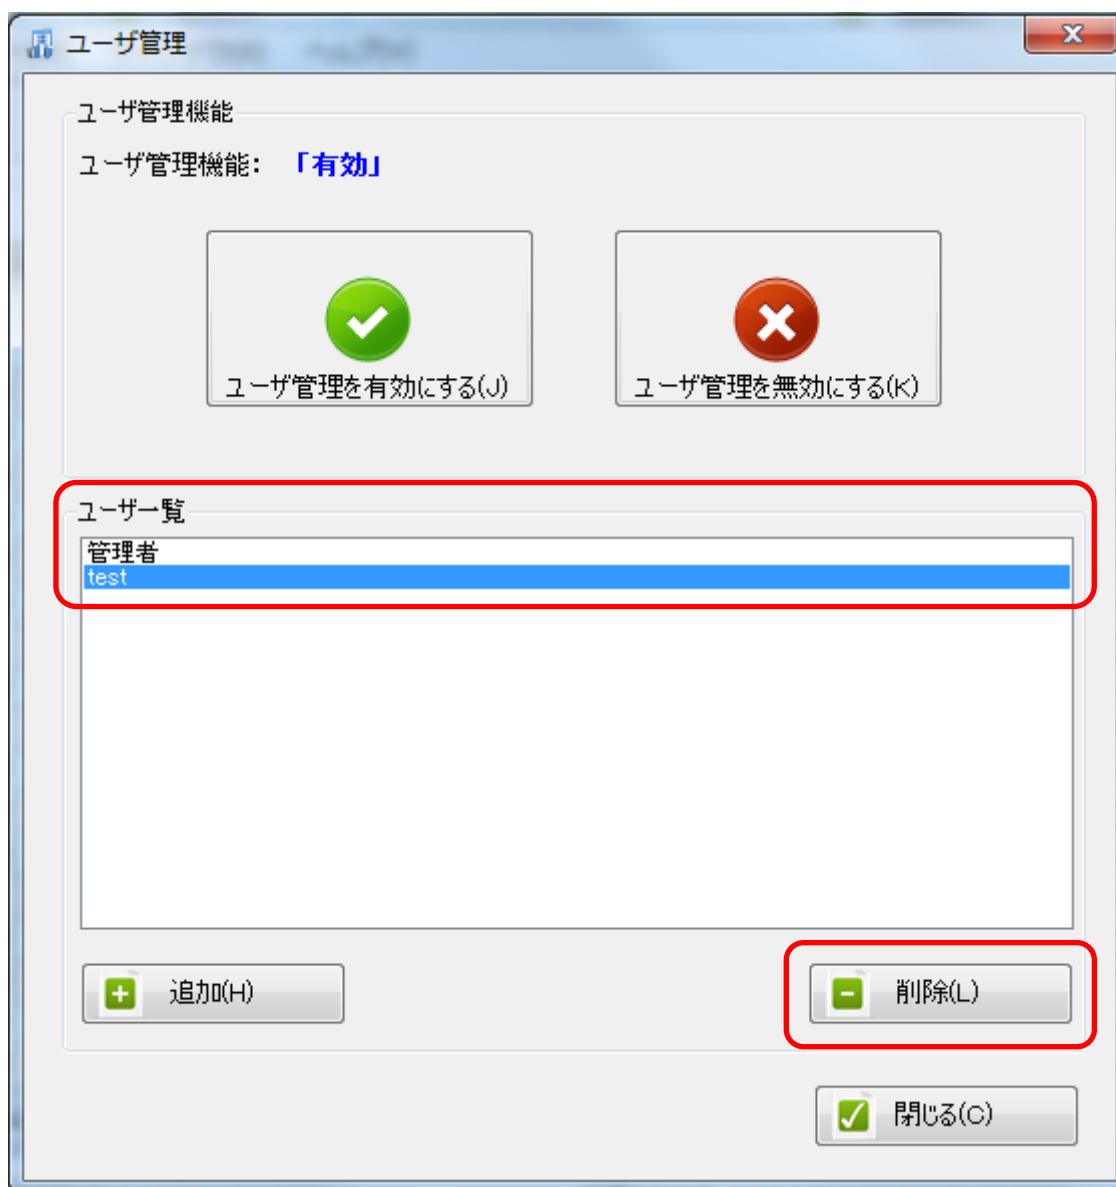 ユーザ管理
ユーザ管理機能
ユーザ管理機能： 「有効」
ユーザ管理を有効にする(J)
ユーザ管理を無効にする(K)
ユーザ一覧
管理者
test
追加(H)
削除(L)
閉じる(C)